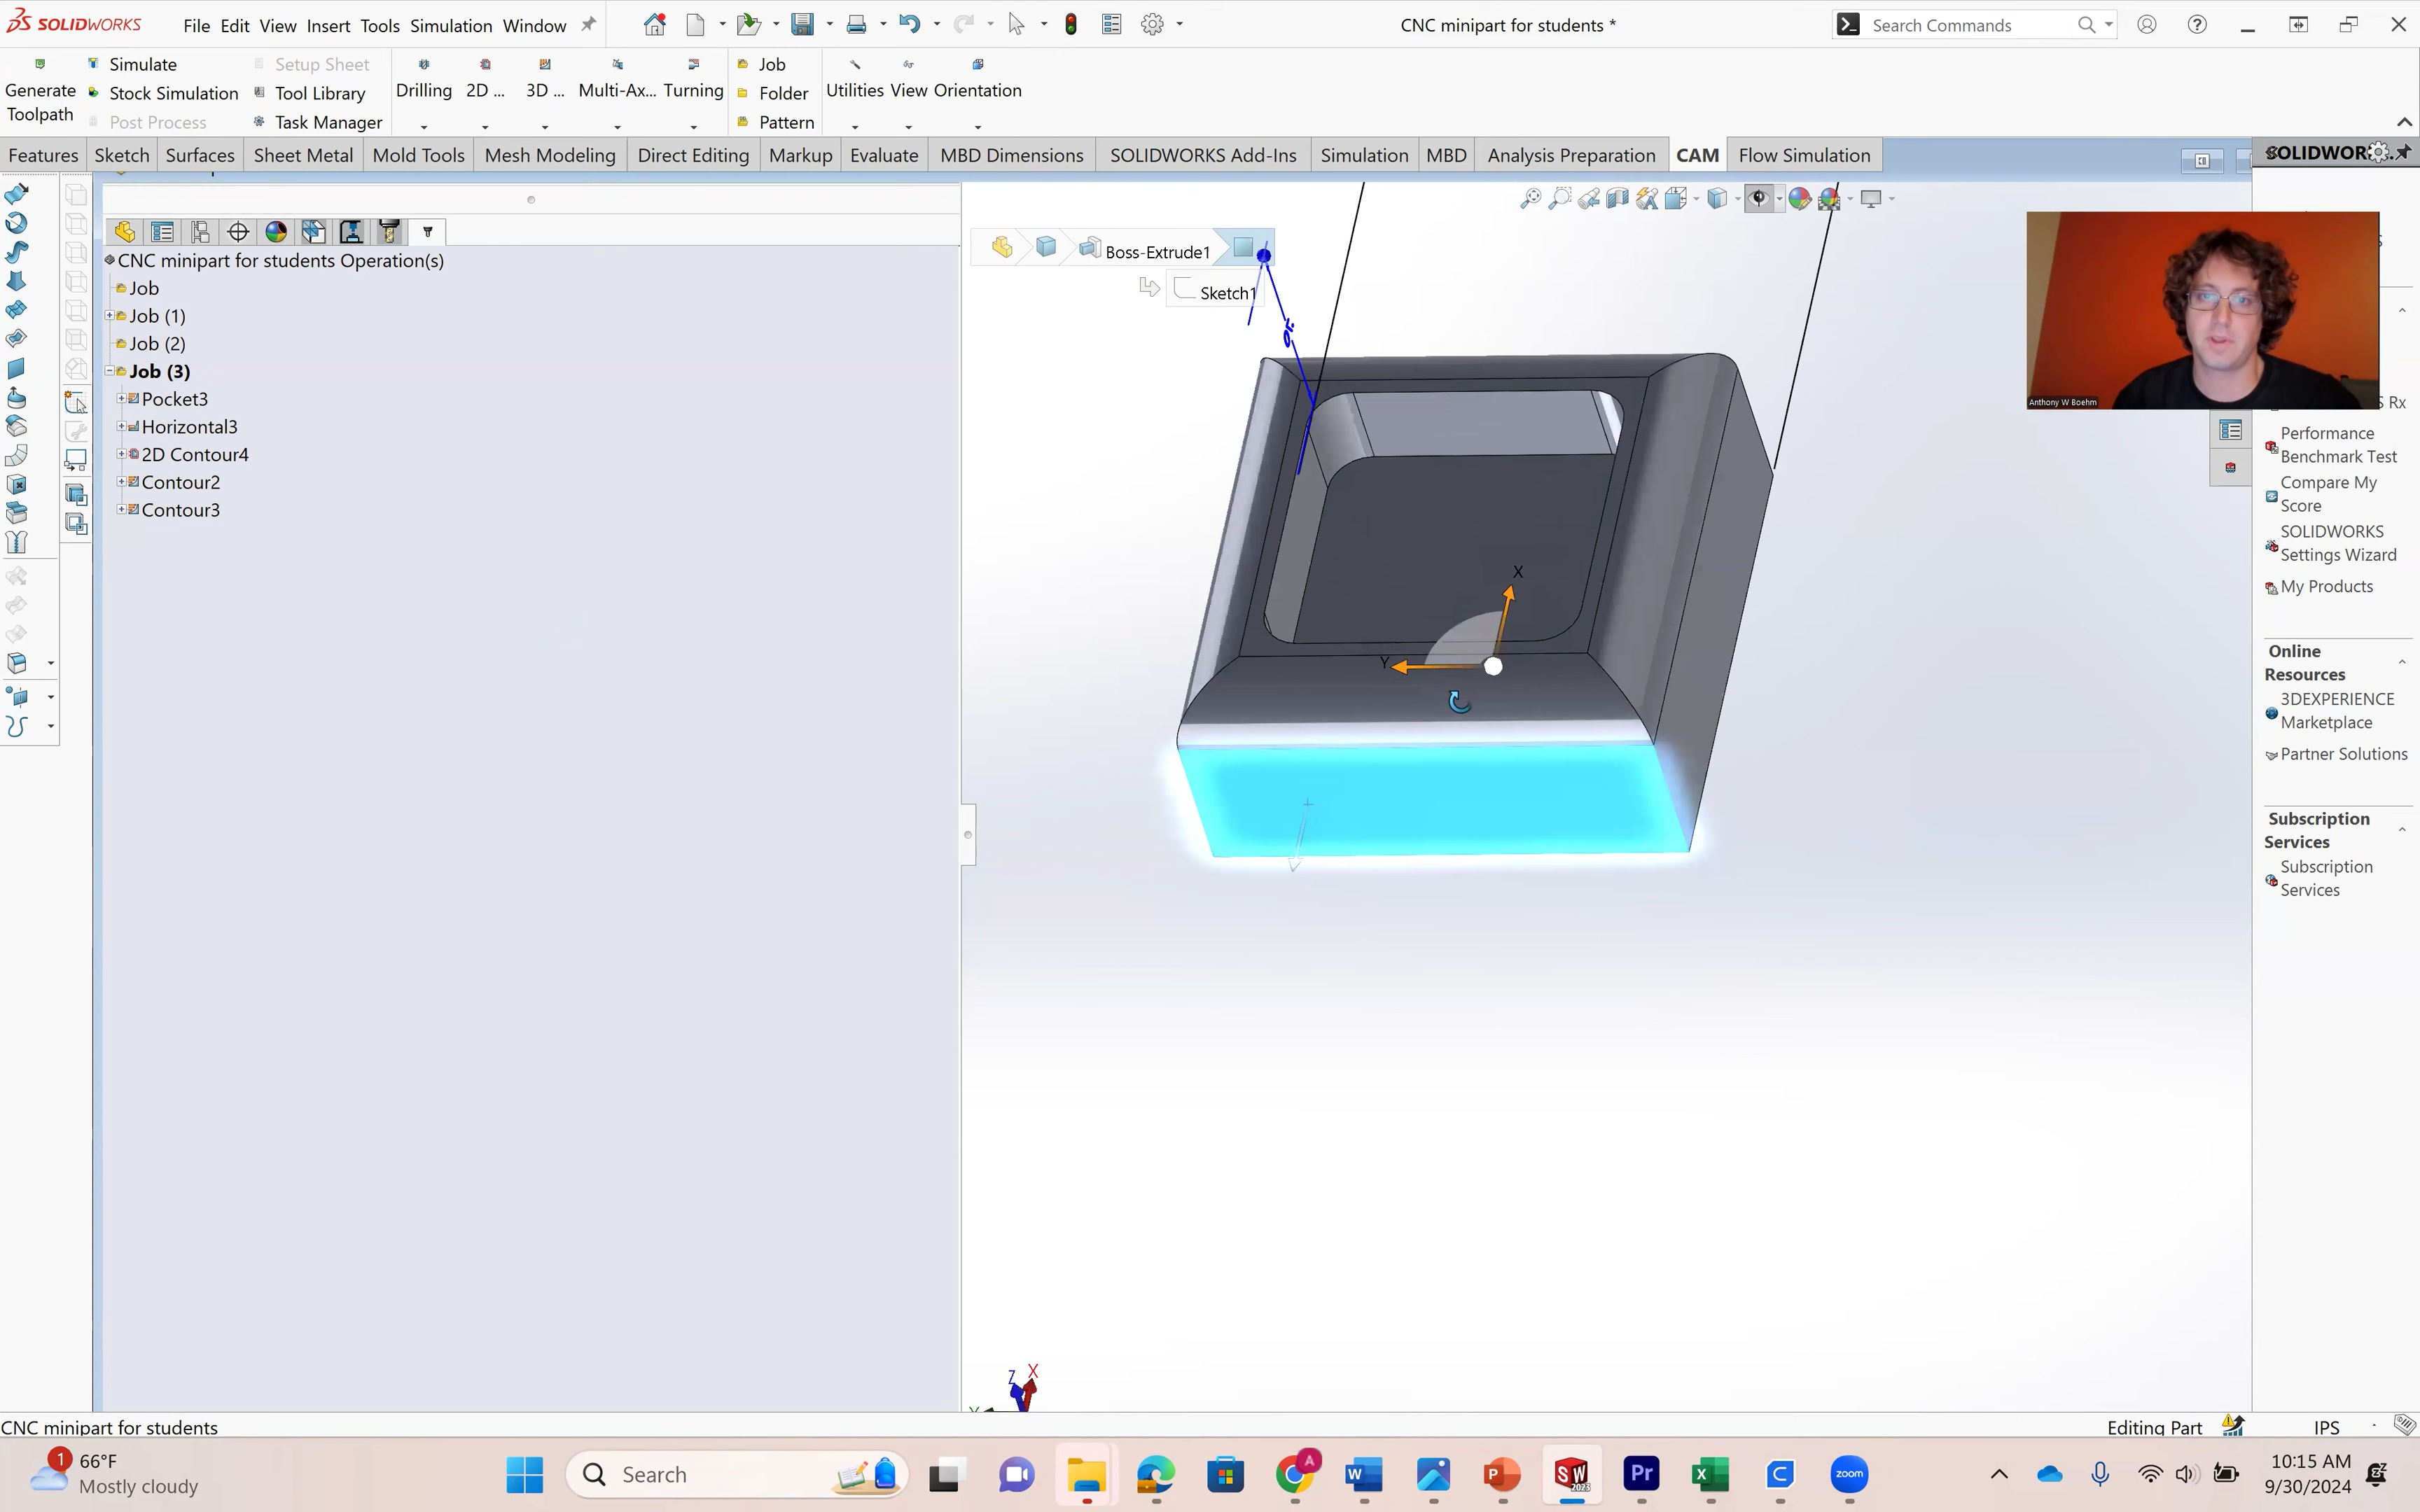 SOLIDWORKS File Edit View Insert Tools Simulation Window CNC minipart for students * Search Commands
Generate
Toolpath
Simulate
Stock Simulation
Post Process
Setup Sheet
Tool Library
Task Manager
Drilling 2D ... 3D ... Multi-Ax... Turning
Job
Folder
Pattern
Utilities View Orientation
Features Sketch Surfaces Sheet Metal Mold Tools Mesh Modeling Direct Editing Markup Evaluate MBD Dimensions SOLIDWORKS Add-Ins Simulation MBD Analysis Preparation CAM Flow Simulation
CNC minipart for students Operation(s)
Job
Job (1)
Job (2)
Job (3)
Pocket3
Horizontal3
2D Contour4
Contour2
Contour3
Boss-Extrude1
Sketch1
X
Y
Z X
Anthony W Boehm
S Rx
Performance
Benchmark Test
Compare My
Score
SOLIDWORKS
Settings Wizard
My Products
Online
Resources
3DEXPERIENCE
Marketplace
Partner Solutions
Subscription
Services
Subscription
Services
CNC minipart for students Editing Part IPS
1
66°F
Mostly cloudy
Search
A
W
P
SW
2023
Pr
X
C
zoom
10:15 AM
9/30/2024